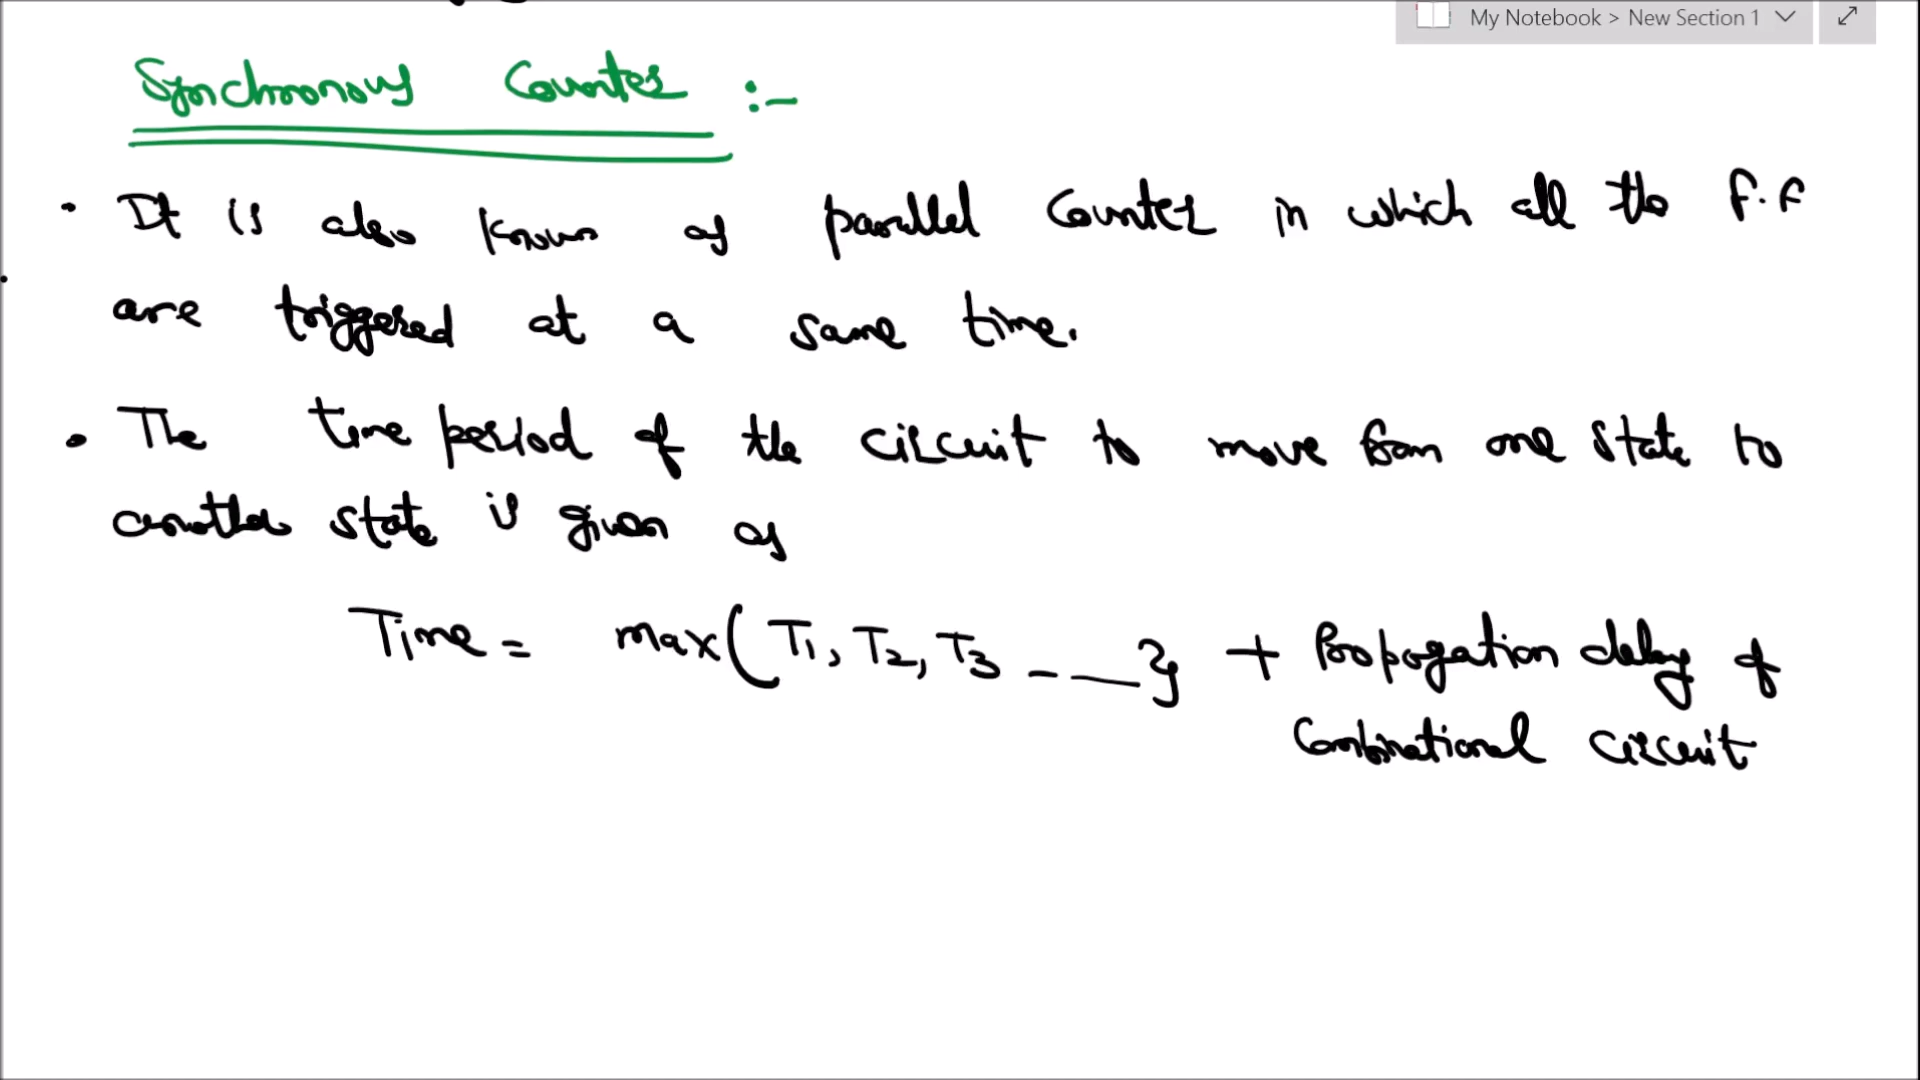 My Notebook > New Section 1
Synchronous Counter :-
• It is also known as parallel Counter in which all the F.F
are triggered at a same time.
• The time period of the circuit to move from one state to
another state is given as
Time = max( T1, T2, T3 - - - } + Propogation delay of
Combinational circuit